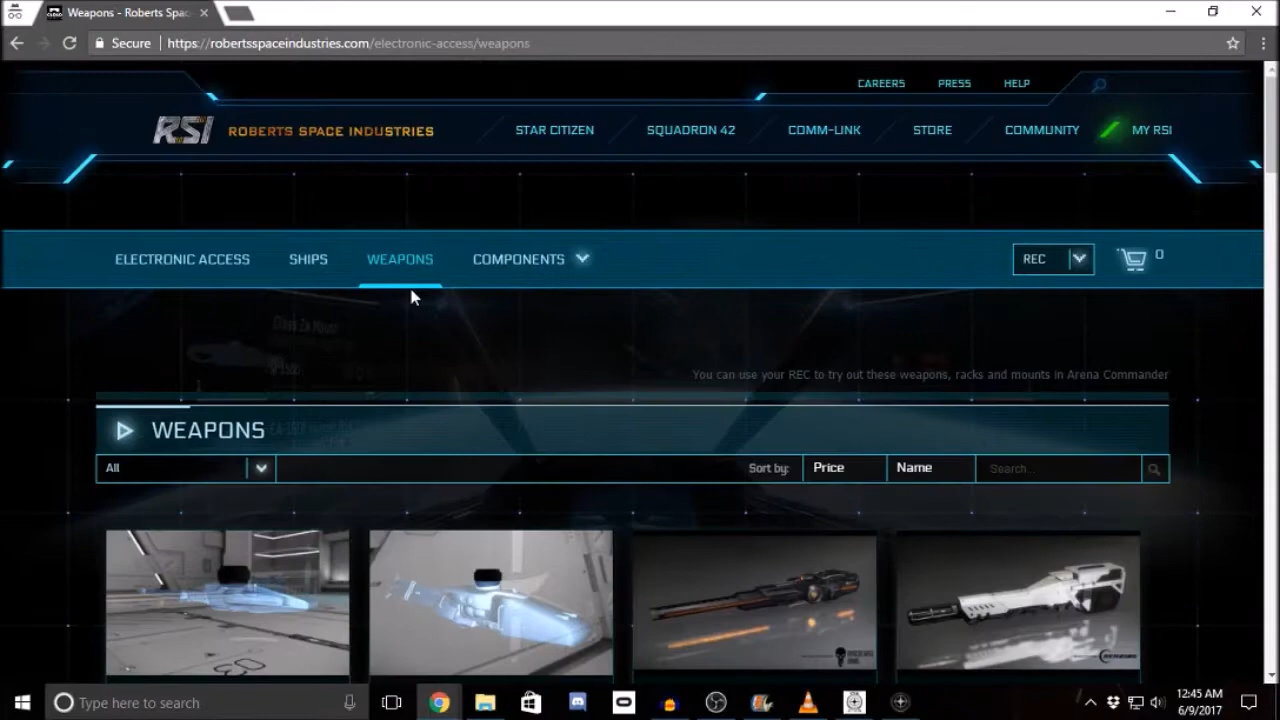 Weapons - Roberts Spac
Secure
https://robertsspaceindustries.com/electronic-access/weapons
CAREERS PRESS HELP
RSI ROBERTS SPACE INDUSTRIES STAR CITIZEN SQUADRON 42 COMM-LINK STORE COMMUNITY MY RSI
ELECTRONIC ACCESS SHIPS WEAPONS COMPONENTS REC 0
You can use your REC to try out these weapons, racks and mounts in Arena Commander
WEAPONS
All Sort by: Price Name Search...
Type here to search
12:45 AM
6/9/2017